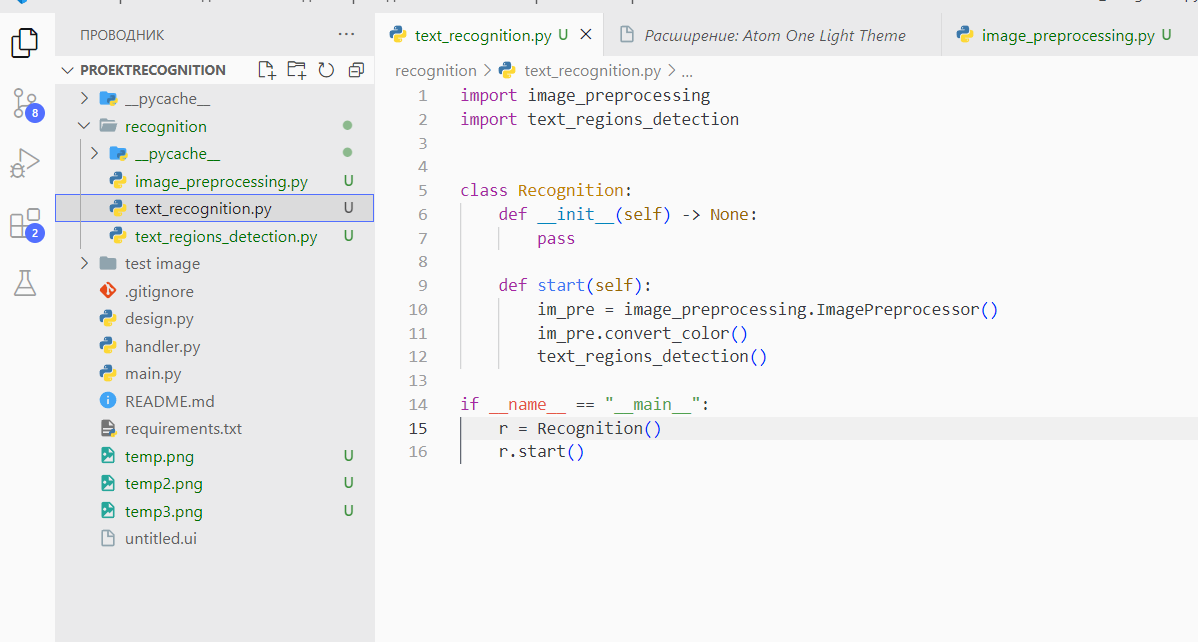 ПРОВОДНИК
PROEKTRECOGNITION
__pycache__
recognition
__pycache__
image_preprocessing.py U
text_recognition.py U
text_regions_detection.py U
test image
.gitignore
design.py
handler.py
main.py
README.md
requirements.txt
temp.png U
temp2.png U
temp3.png U
untitled.ui
8
2
text_recognition.py U
Расширение: Atom One Light Theme
image_preprocessing.py U
recognition > text_recognition.py > ...
1 import image_preprocessing
2 import text_regions_detection
3
4
5 class Recognition:
6 def __init__(self) -> None:
7 pass
8
9 def start(self):
10 im_pre = image_preprocessing.ImagePreprocessor()
11 im_pre.convert_color()
12 text_regions_detection()
13
14 if __name__ == "__main__":
15 r = Recognition()
16 r.start()